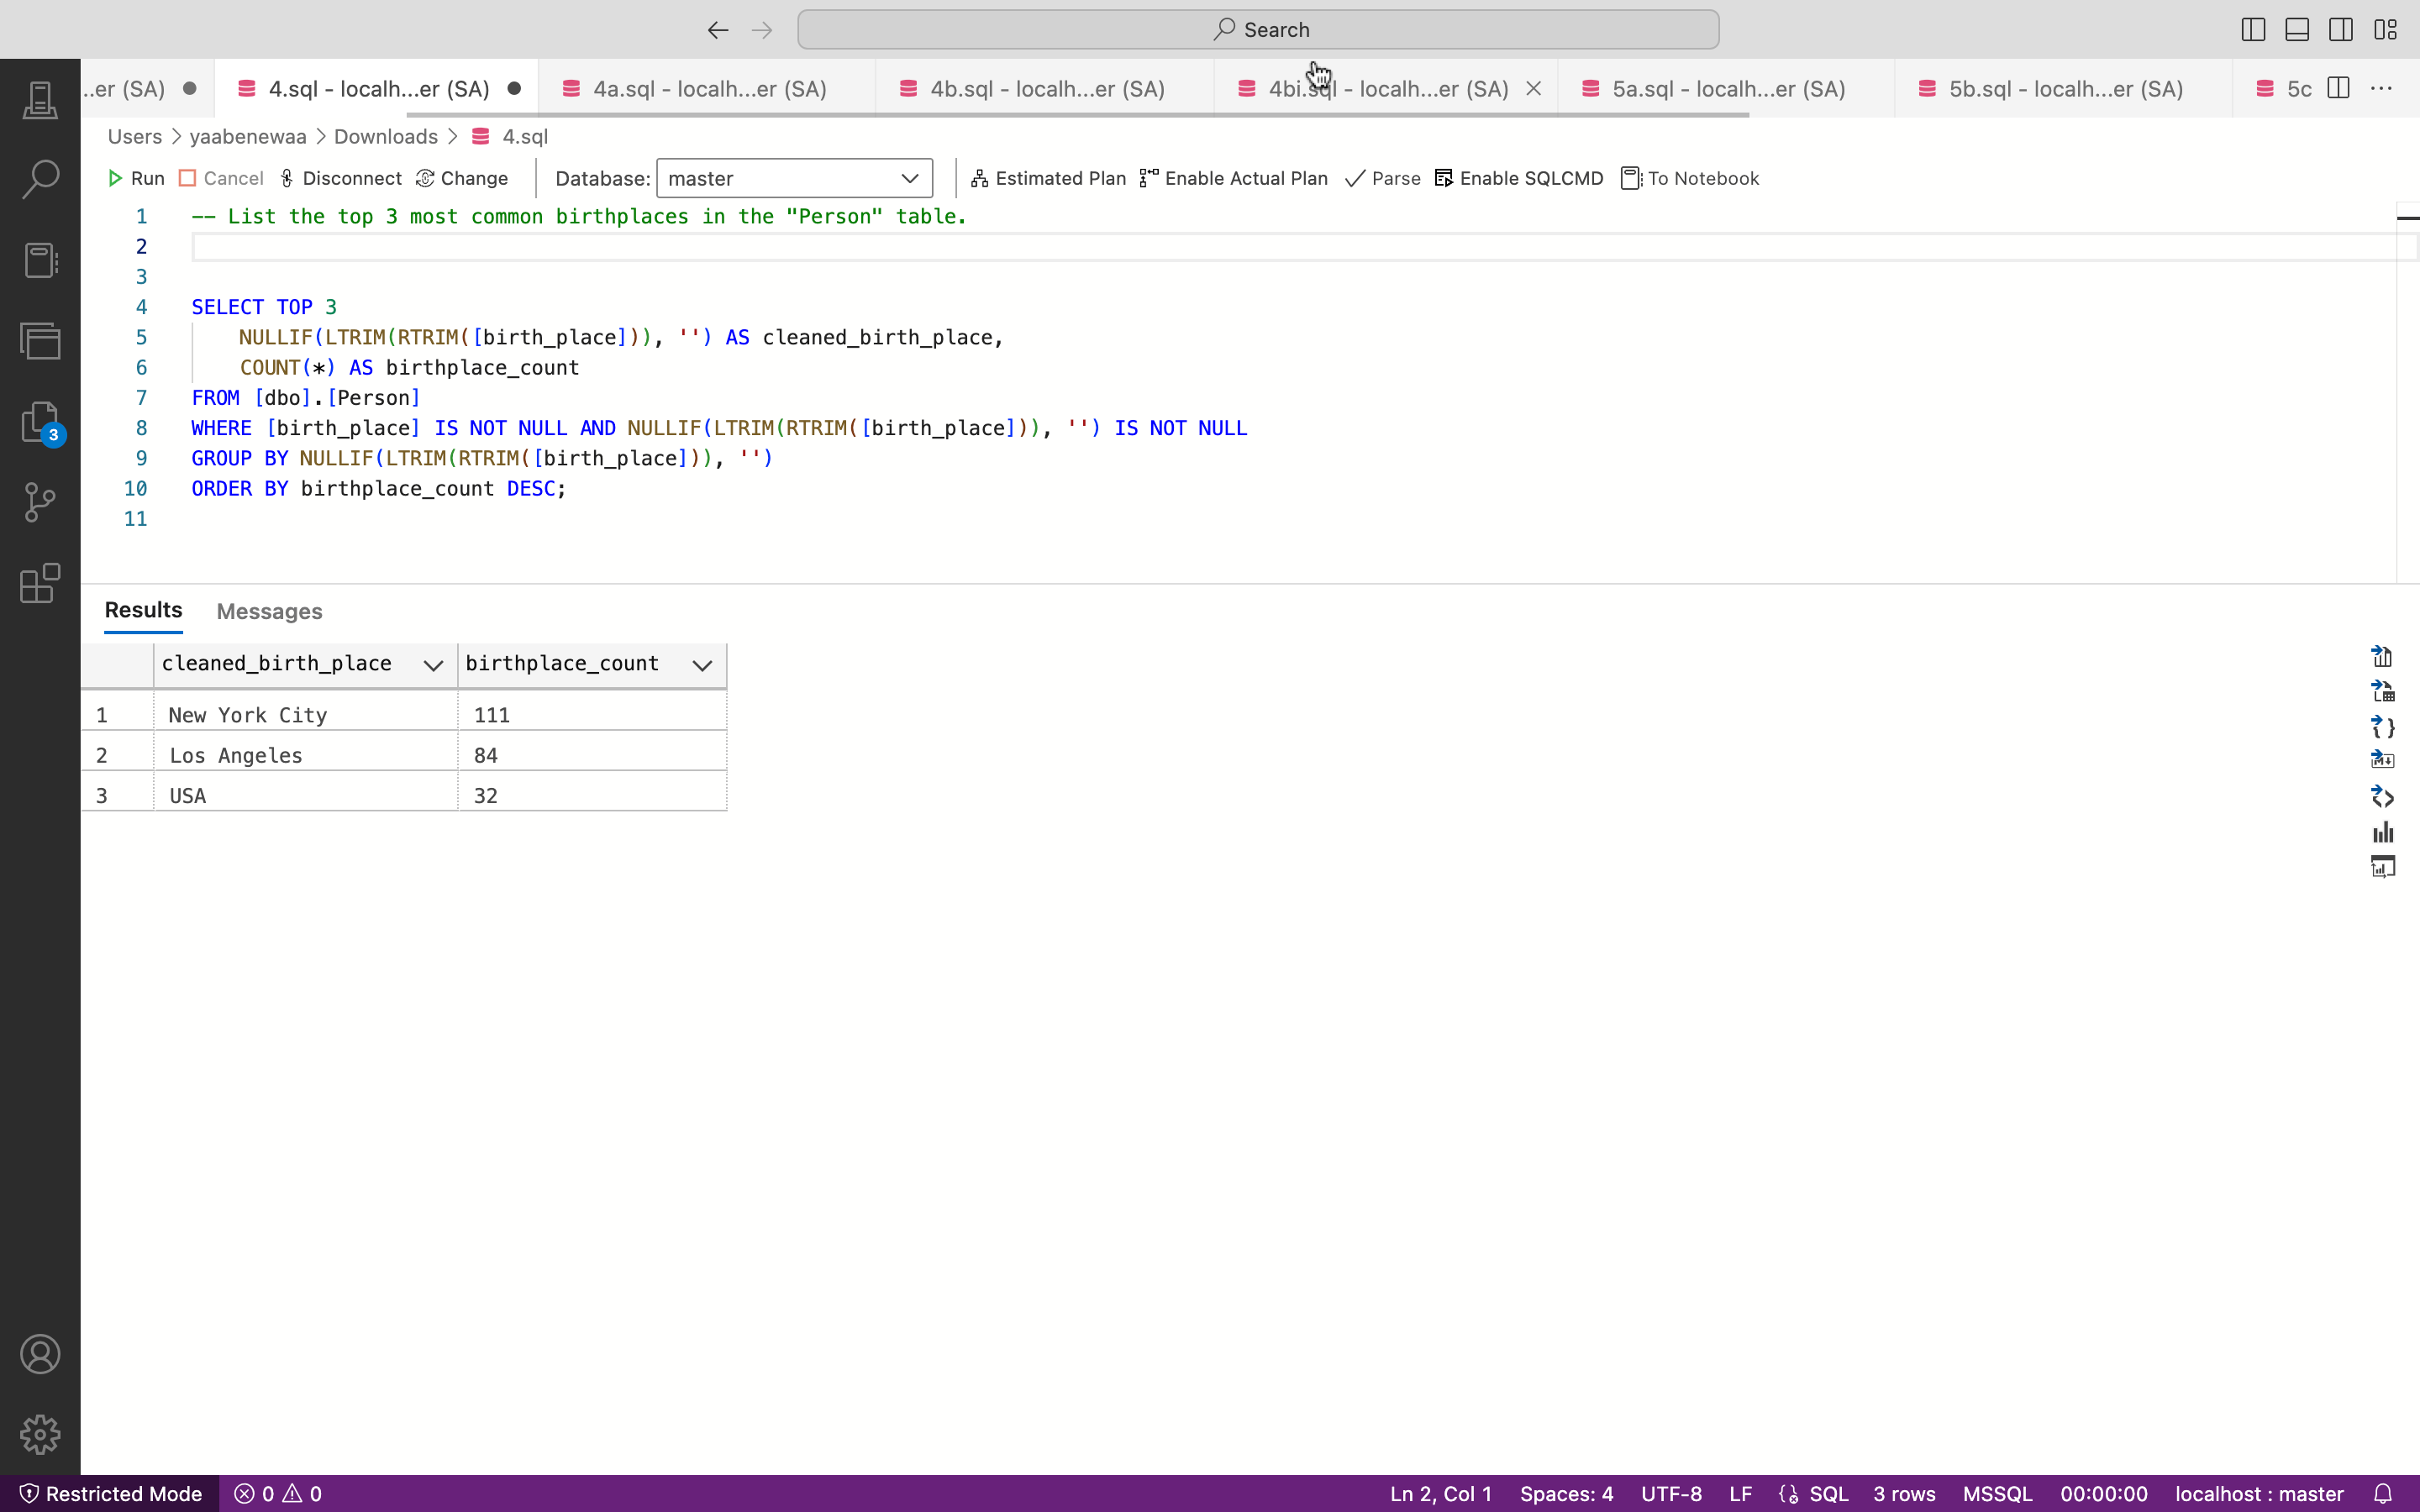 Search
..er (SA)
4.sql - localh...er (SA)
4a.sql - localh...er (SA)
4b.sql - localh...er (SA)
4bi.sql - localh...er (SA)
5a.sql - localh...er (SA)
5b.sql - localh...er (SA)
5c
Users > yaabenewaa > Downloads > 4.sql
Run Cancel Disconnect Change Database: master Estimated Plan Enable Actual Plan Parse Enable SQLCMD To Notebook
1 -- List the top 3 most common birthplaces in the "Person" table.
2
3
4 SELECT TOP 3
5 NULLIF(LTRIM(RTRIM([birth_place])), '') AS cleaned_birth_place,
6 COUNT(*) AS birthplace_count
7 FROM [dbo].[Person]
8 WHERE [birth_place] IS NOT NULL AND NULLIF(LTRIM(RTRIM([birth_place])), '') IS NOT NULL
9 GROUP BY NULLIF(LTRIM(RTRIM([birth_place])), '')
10 ORDER BY birthplace_count DESC;
11
3
Results Messages
cleaned_birth_place birthplace_count
1 New York City 111
2 Los Angeles 84
3 USA 32
Restricted Mode 0 0 Ln 2, Col 1 Spaces: 4 UTF-8 LF SQL 3 rows MSSQL 00:00:00 localhost : master